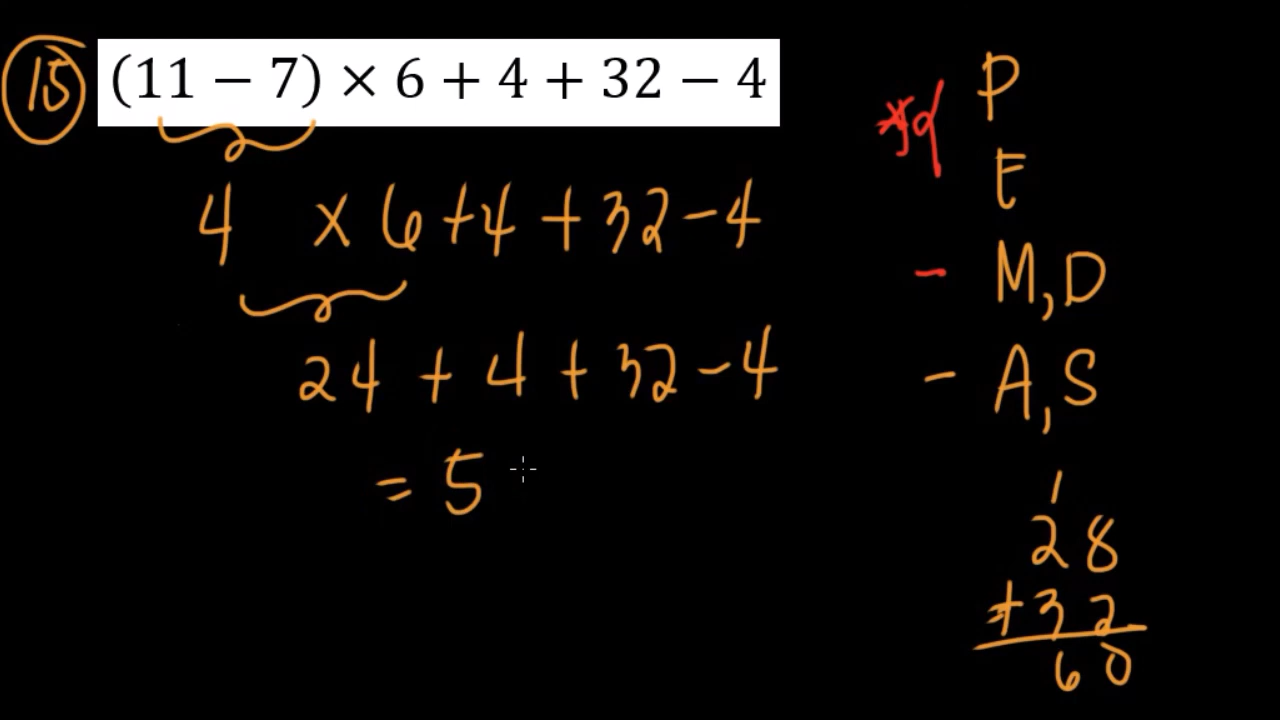 15 (11 − 7) × 6 + 4 + 32 − 4
4 × 6 + 4 + 32 - 4
24 + 4 + 32 - 4
= 5
P
E
- M, D
- A, S
1
28
+ 32
60